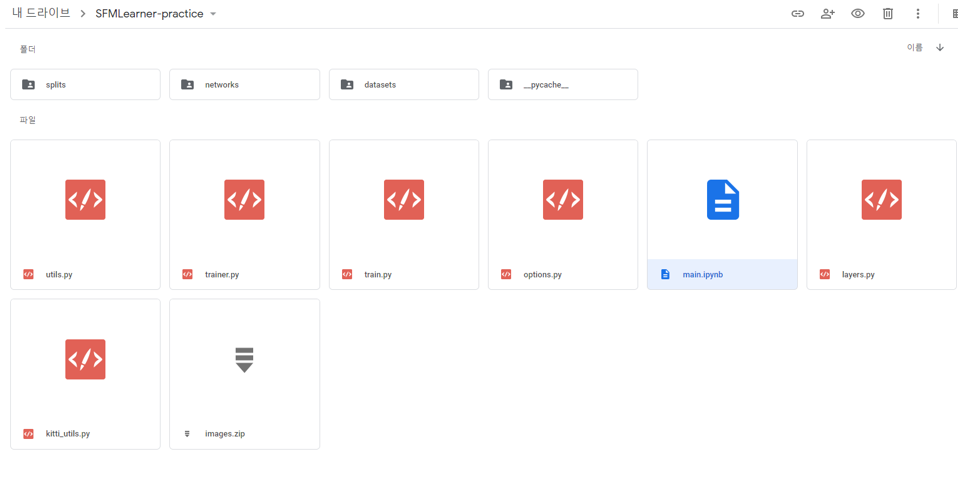 내 드라이브 > SFMLearner-practice
폴더
이름
splits
networks
datasets
__pycache__
파일
utils.py
trainer.py
train.py
options.py
main.ipynb
layers.py
kitti_utils.py
images.zip